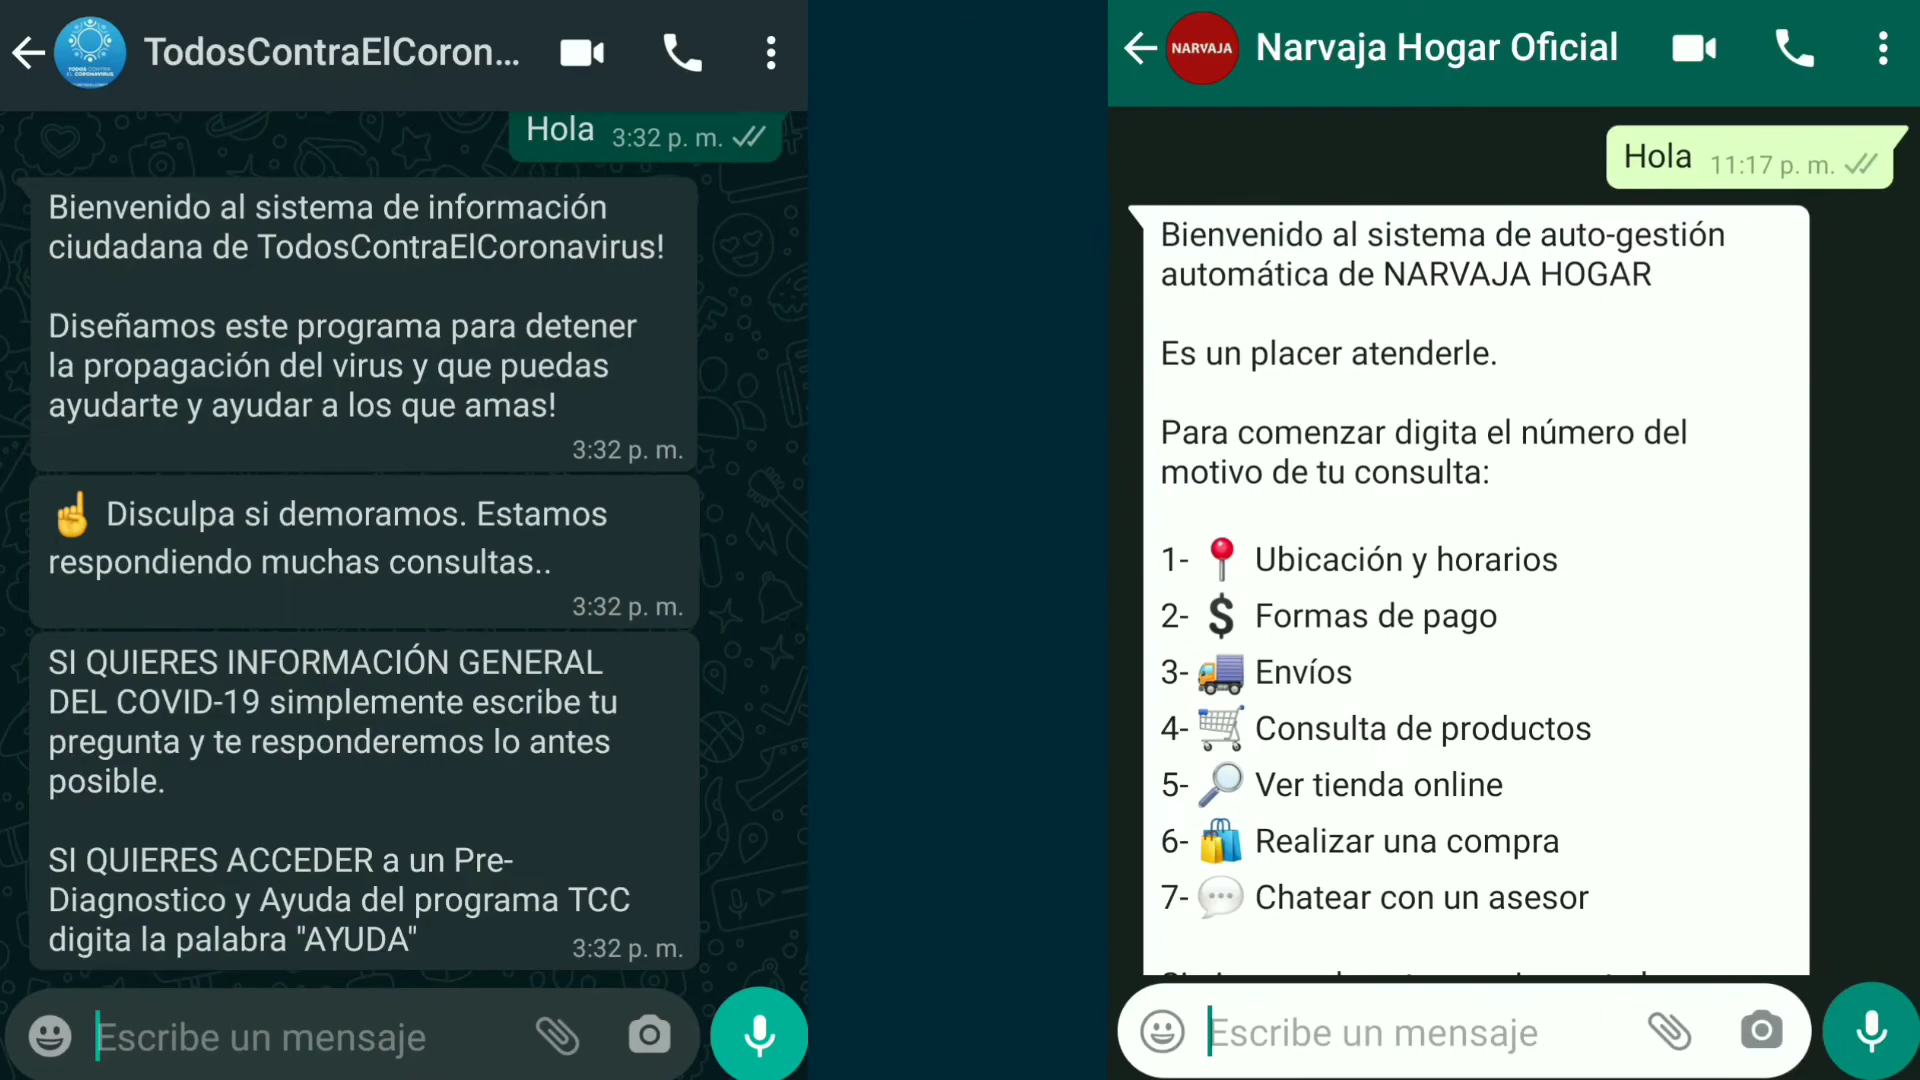 TodosContraElCoron...
Hola 3:32 p. m.
Bienvenido al sistema de información
ciudadana de TodosContraElCoronavirus!
Diseñamos este programa para detener
la propagación del virus y que puedas
ayudarte y ayudar a los que amas!
3:32 p. m.
☝ Disculpa si demoramos. Estamos
respondiendo muchas consultas..
3:32 p. m.
SI QUIERES INFORMACIÓN GENERAL
DEL COVID-19 simplemente escribe tu
pregunta y te responderemos lo antes
posible.
SI QUIERES ACCEDER a un Pre-
Diagnostico y Ayuda del programa TCC
digita la palabra "AYUDA" 3:32 p. m.
Escribe un mensaje
NARVAJA
Narvaja Hogar Oficial
Hola 11:17 p. m.
Bienvenido al sistema de auto-gestión
automática de NARVAJA HOGAR
Es un placer atenderle.
Para comenzar digita el número del
motivo de tu consulta:
1- 📍 Ubicación y horarios
2- 💲 Formas de pago
3- 🚚 Envíos
4- 🛒 Consulta de productos
5- 🔎 Ver tienda online
6- 🛍 Realizar una compra
7- 💬 Chatear con un asesor
Escribe un mensaje